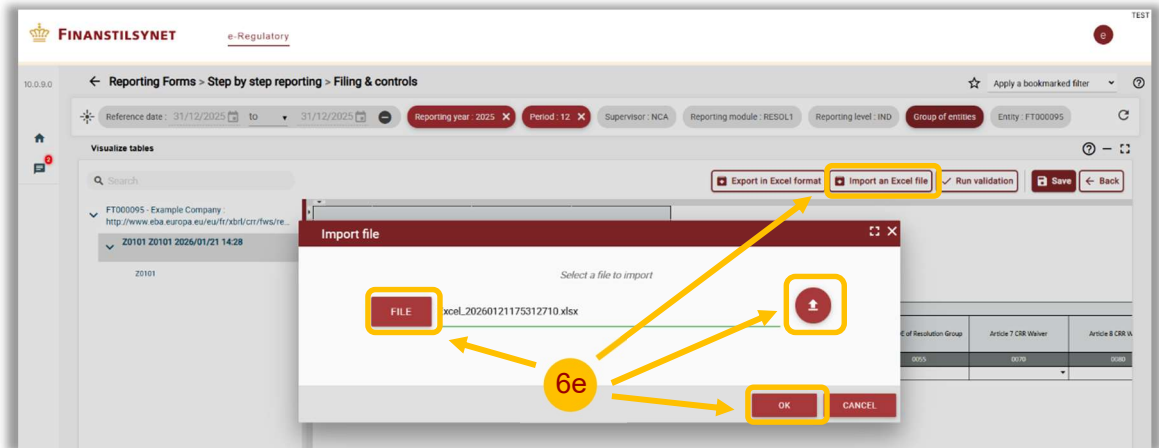 TEST
FINANSTILSYNET e-Regulatory e
10.0.9.0 Reporting Forms > Step by step reporting > Filing & controls Apply a bookmarked filter
Reference date : 31/12/2025 to 31/12/2025 Reporting year : 2025 Period : 12 Supervisor : NCA Reporting module : RESOL1 Reporting level : IND Group of entities Entity : FT000095
2
Visualize tables
Search Export in Excel format Import an Excel file Run validation Save Back
FT000095 - Example Company :
http://www.eba.europa.eu/eu/fr/xbrl/crr/fws/re...
Z0101 Z0101 2026/01/21 14:28
Z0101
Import file
Select a file to import
FILE xcel_20260121175312710.xlsx
of Resolution Group Article 7 CRR Waiver Article 8 CRR W
0055 0070 0080
6e
OK CANCEL